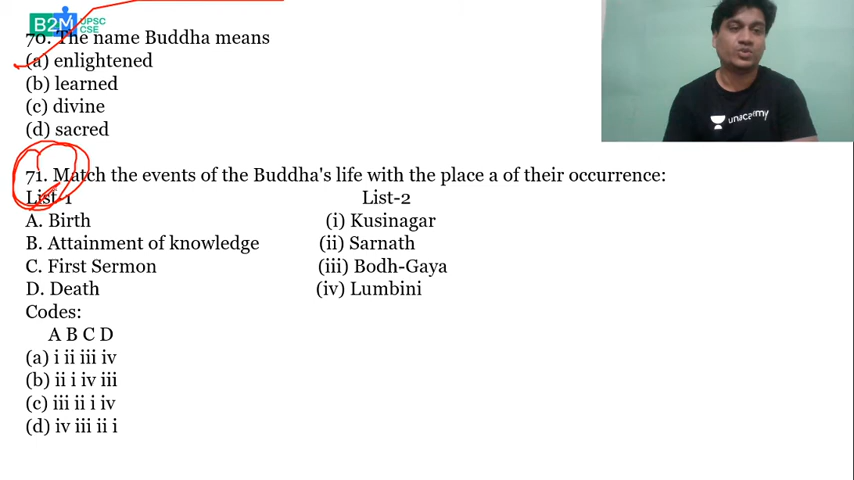 B2M UPSC
CSE
70. The name Buddha means
(a) enlightened
(b) learned
(c) divine
(d) sacred
unacademy
71. Match the events of the Buddha's life with the place a of their occurrence:
List-1 List-2
A. Birth (i) Kusinagar
B. Attainment of knowledge (ii) Sarnath
C. First Sermon (iii) Bodh-Gaya
D. Death (iv) Lumbini
Codes:
A B C D
(a) i ii iii iv
(b) ii i iv iii
(c) iii ii i iv
(d) iv iii ii i